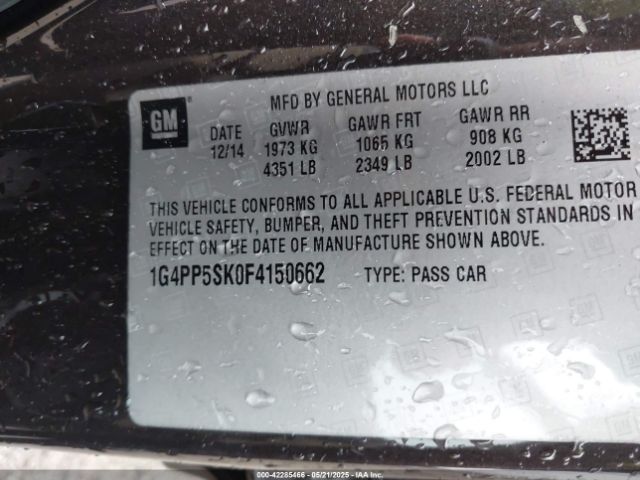 MFD BY GENERAL MOTORS LLC
GM
DATE GVWR GAWR FRT GAWR RR
12/14 1973 KG 1065 KG 908 KG
4351 LB 2349 LB 2002 LB
THIS VEHICLE CONFORMS TO ALL APPLICABLE U.S. FEDERAL MOTOR
VEHICLE SAFETY, BUMPER, AND THEFT PREVENTION STANDARDS IN
EFFECT ON THE DATE OF MANUFACTURE SHOWN ABOVE.
1G4PP5SK0F4150662 TYPE: PASS CAR
000-42285466 - 05/21/2025 - IAAI.COM